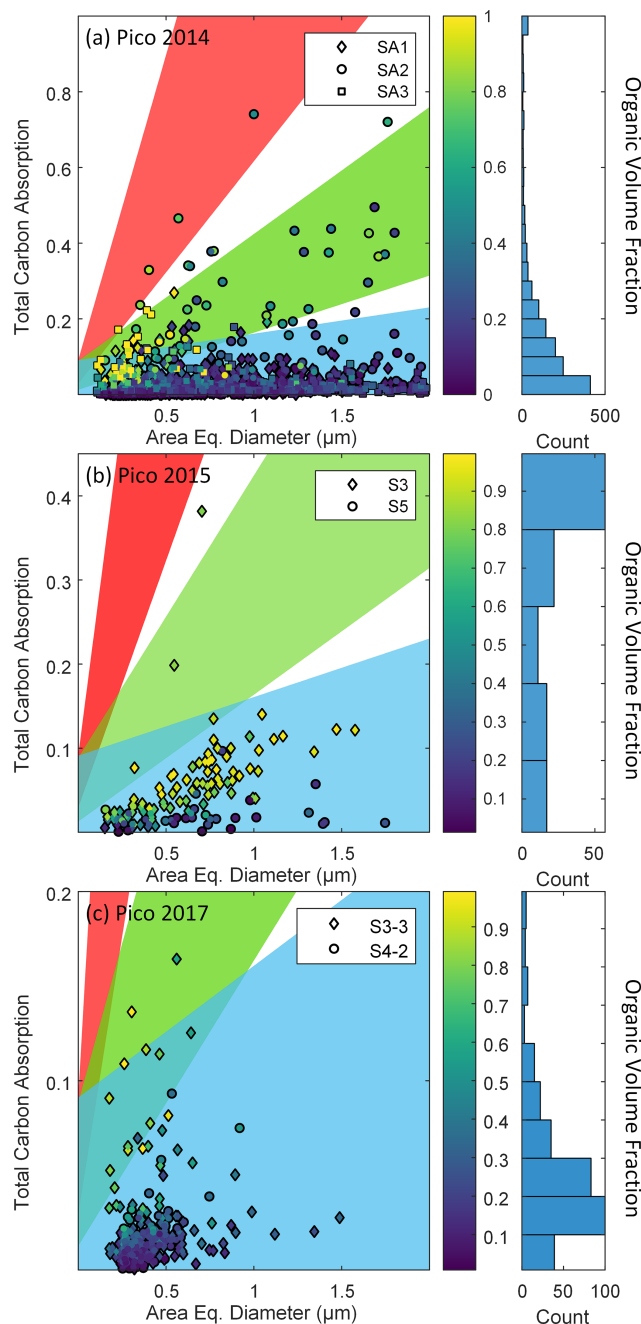 (a) Pico 2014
SA1
SA2
SA3
0.8
0.6
0.4
0.2
0.5
1
1.5
Total Carbon Absorption
Area Eq. Diameter (µm)
1
0.8
0.6
0.4
0.2
0
0
500
Count
Organic Volume Fraction
(b) Pico 2015
S3
S5
0.4
0.3
0.2
0.1
0.5
1
1.5
Total Carbon Absorption
Area Eq. Diameter (µm)
0.9
0.8
0.7
0.6
0.5
0.4
0.3
0.2
0.1
0
50
Count
Organic Volume Fraction
(c) Pico 2017
S3-3
S4-2
0.2
0.1
0.5
1
1.5
Total Carbon Absorption
Area Eq. Diameter (µm)
0.9
0.8
0.7
0.6
0.5
0.4
0.3
0.2
0.1
0
50
100
Count
Organic Volume Fraction